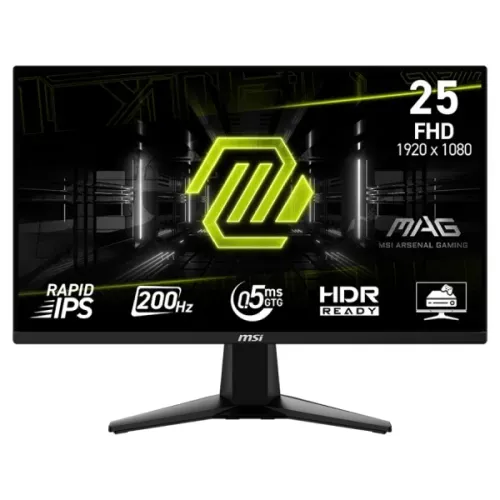 25
FHD
1920 x 1080
MAG
MSI ARSENAL GAMING
RAPID
IPS
200Hz
0.5ms
GTG
HDR
READY
msi